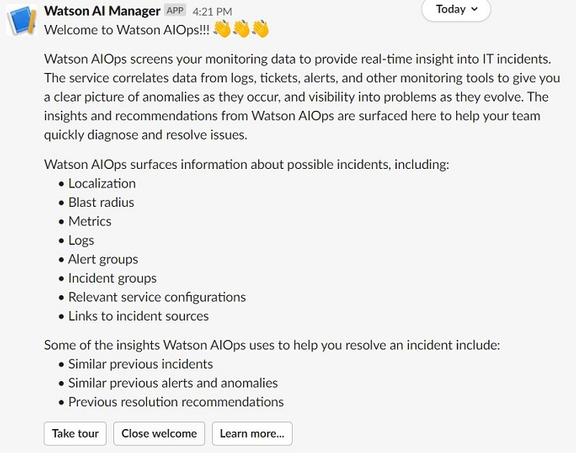 Today
Watson AI Manager APP 4:21 PM
Welcome to Watson AIOps!!! 👋👋👋
Watson AIOps screens your monitoring data to provide real-time insight into IT incidents.
The service correlates data from logs, tickets, alerts, and other monitoring tools to give you
a clear picture of anomalies as they occur, and visibility into problems as they evolve. The
insights and recommendations from Watson AIOps are surfaced here to help your team
quickly diagnose and resolve issues.
Watson AIOps surfaces information about possible incidents, including:
• Localization
• Blast radius
• Metrics
• Logs
• Alert groups
• Incident groups
• Relevant service configurations
• Links to incident sources
Some of the insights Watson AIOps uses to help you resolve an incident include:
• Similar previous incidents
• Similar previous alerts and anomalies
• Previous resolution recommendations
Take tour Close welcome Learn more...